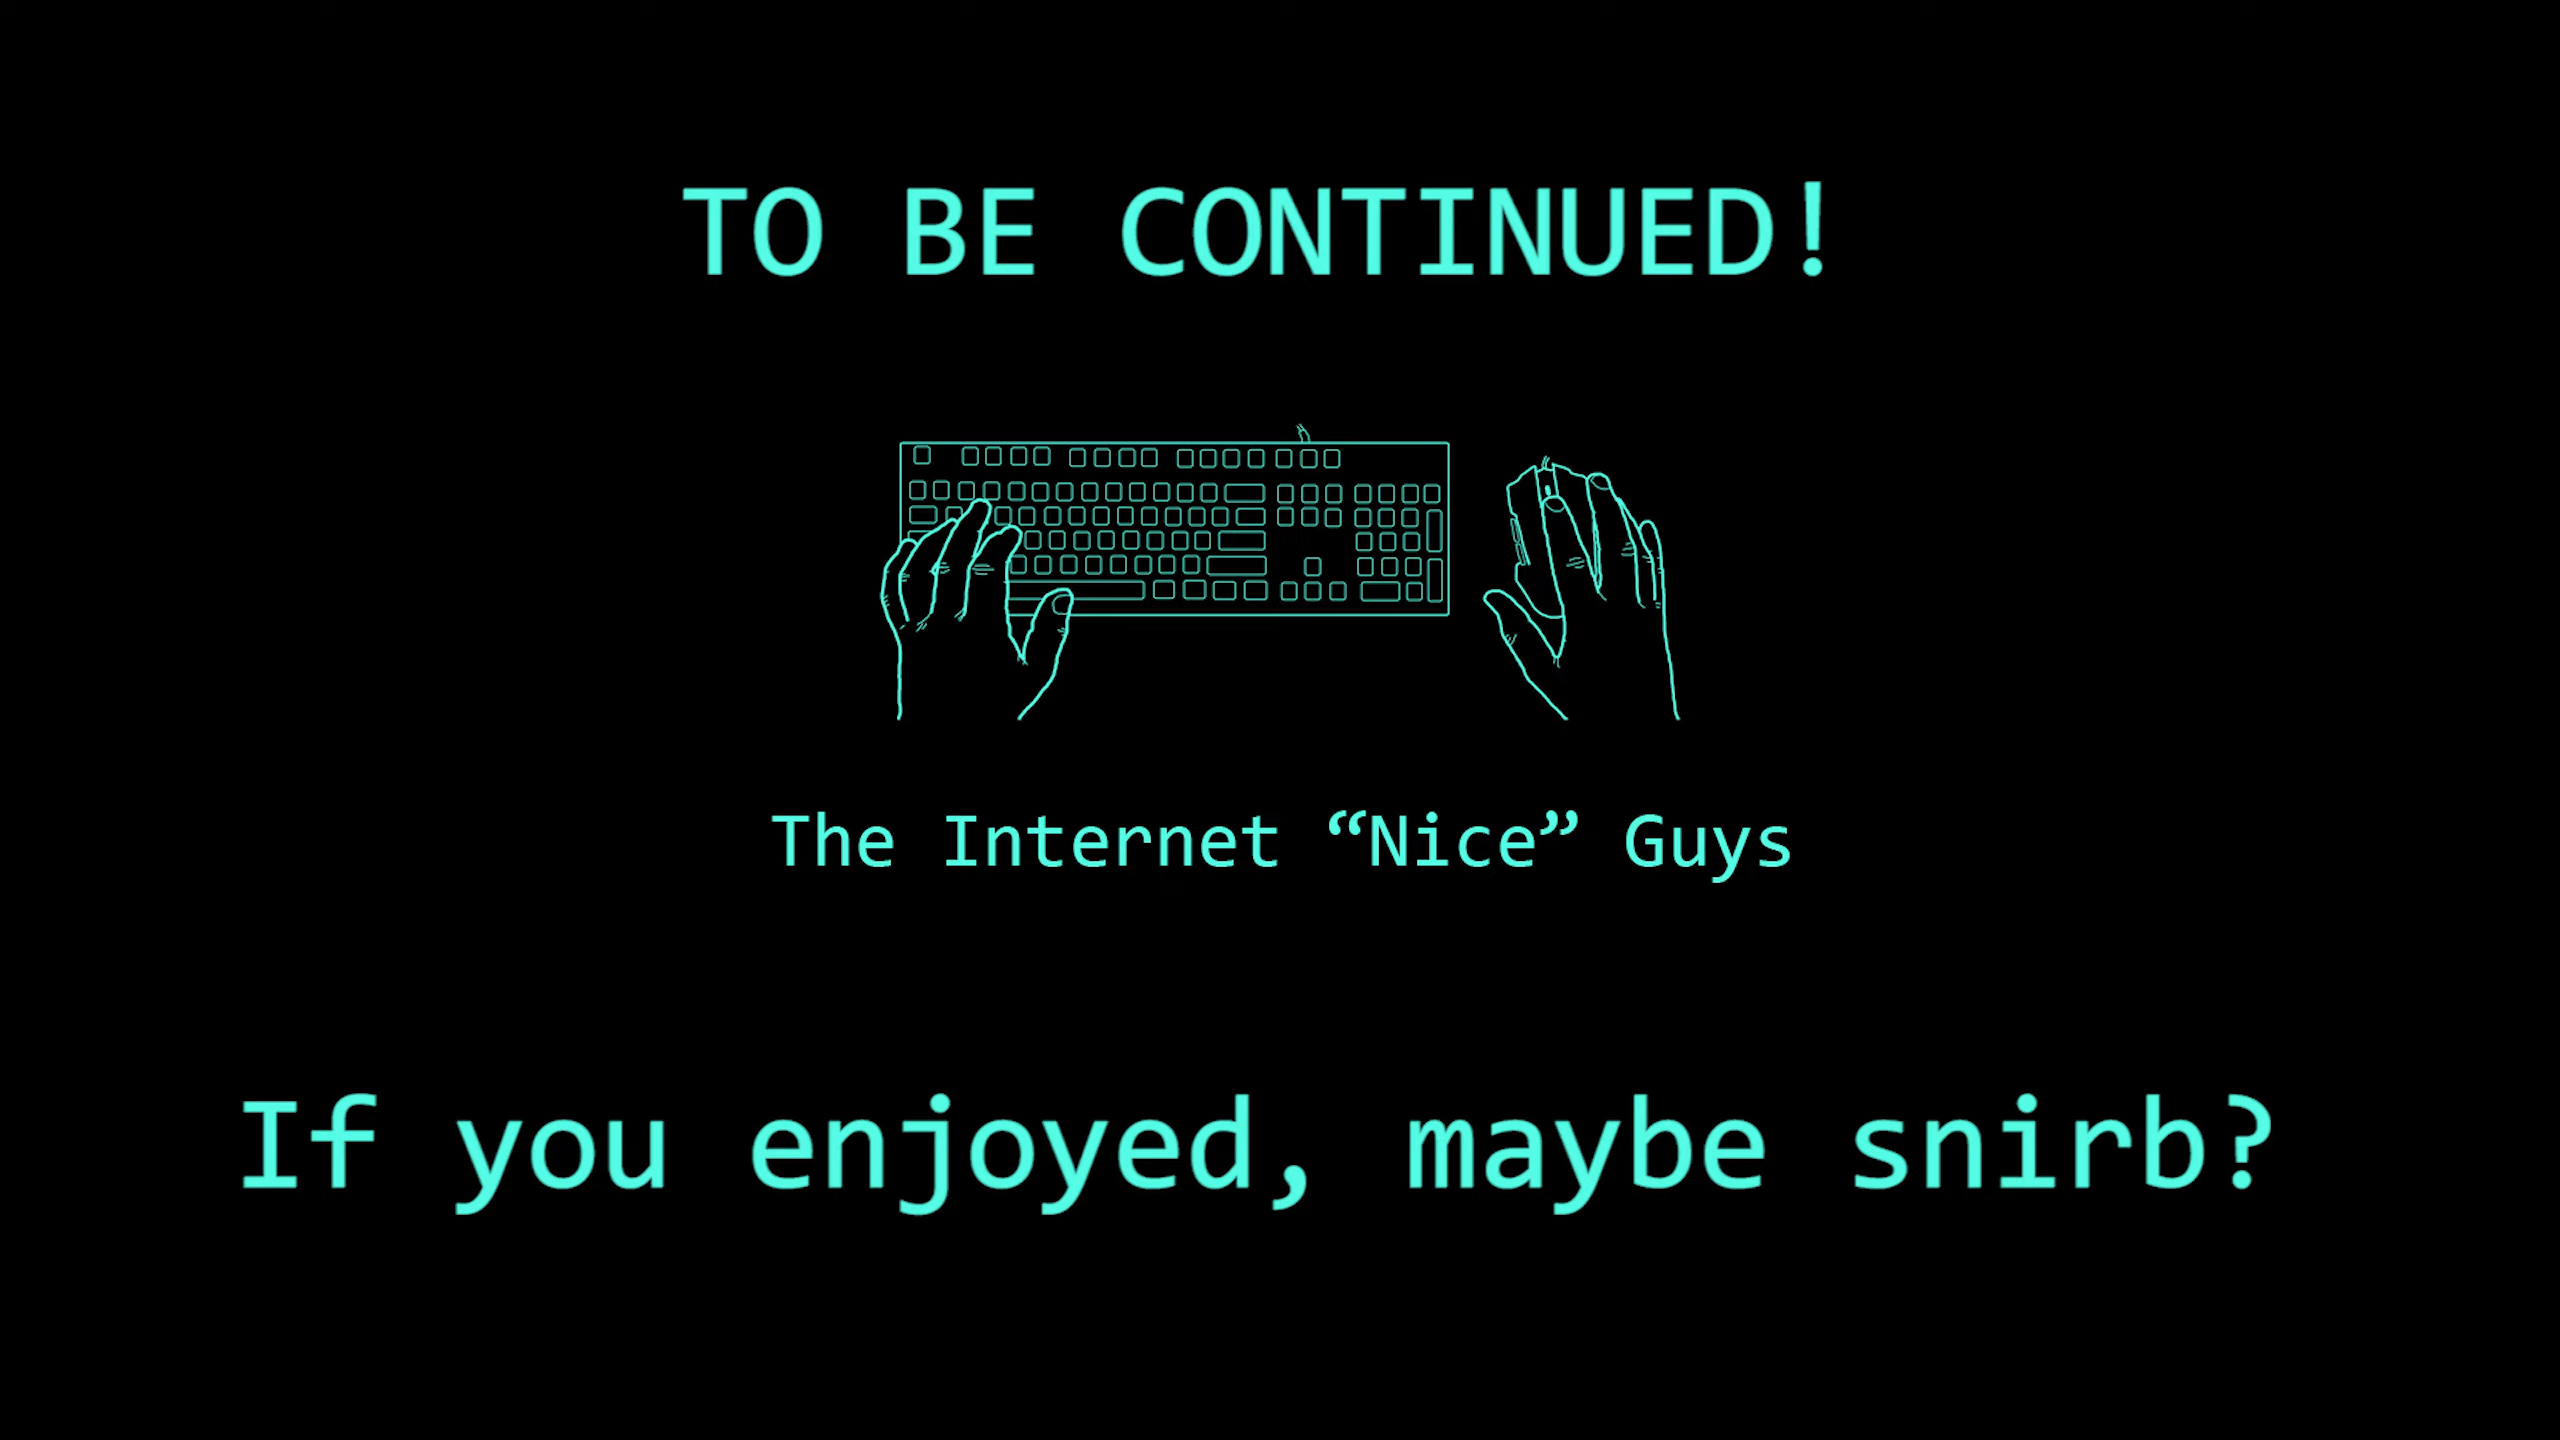 TO BE CONTINUED!
The Internet “Nice” Guys
If you enjoyed, maybe snirb?